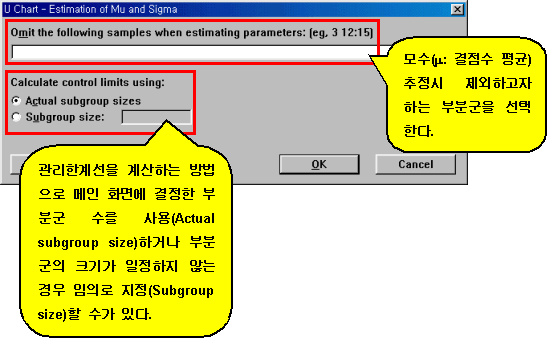 U Chart - Estimation of Mu and Sigma
Omit the following samples when estimating parameters: (eg, 3 12:15)
Calculate control limits using:
Actual subgroup sizes
Subgroup size:
OK
Cancel
모수(μ: 결점수 평균)
추정시 제외하고자
하는 부분군을 선택
한다.
관리한계선을 계산하는 방법
으로 메인 화면에 결정한 부
분군 수를 사용(Actual
subgroup size)하거나 부분
군의 크기가 일정하지 않는
경우 임의로 지정(Subgroup
size)할 수가 있다.